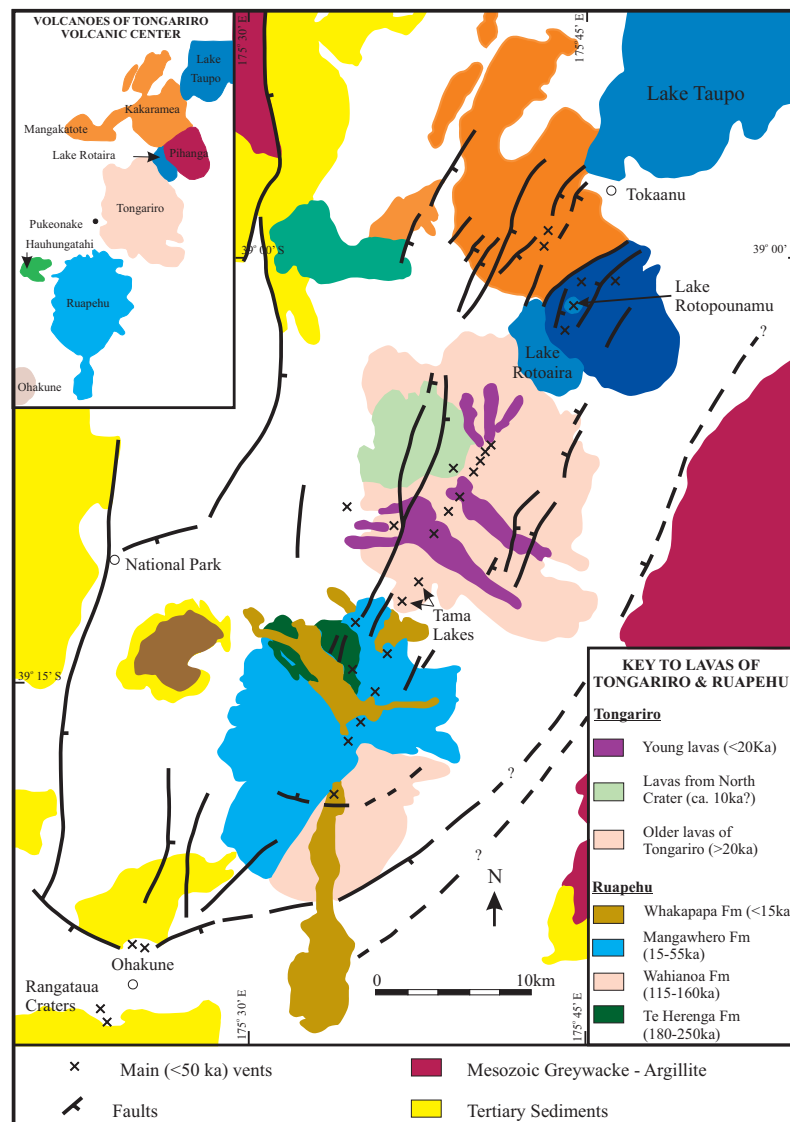 VOLCANOES OF TONGARIRO
VOLCANIC CENTER
Lake
Taupo
Kakaramea
Mangakatote
Lake Rotaira
Pihanga
Tongariro
Pukeonake
Hauhungatahi
Ruapehu
Ohakune
175° 30' E
175° 45' E
Lake Taupo
Tokaanu
39° 00' S
39° 00'
Lake
Rotopounamu
Lake
Rotoaira
?
National Park
Tama
Lakes
39° 15' S
?
?
N
Ohakune
Rangataua
Craters
0
10km
175° 30' E
175° 45' E
KEY TO LAVAS OF
TONGARIRO & RUAPEHU
Tongariro
Young lavas (<20Ka)
Lavas from North
Crater (ca. 10ka?)
Older lavas of
Tongariro (>20ka)
Ruapehu
Whakapapa Fm (<15ka
Mangawhero Fm
(15-55ka)
Wahianoa Fm
(115-160ka)
Te Herenga Fm
(180-250ka)
Main (<50 ka) vents
Mesozoic Greywacke - Argillite
Faults
Tertiary Sediments